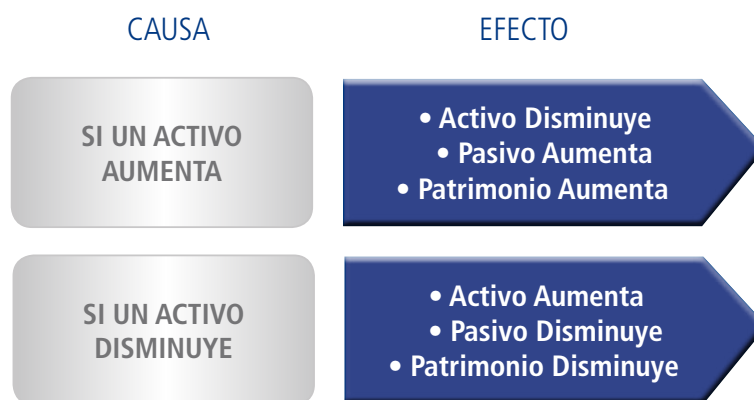 CAUSA
EFECTO
SI UN ACTIVO
AUMENTA
• Activo Disminuye
• Pasivo Aumenta
• Patrimonio Aumenta
SI UN ACTIVO
DISMINUYE
• Activo Aumenta
• Pasivo Disminuye
• Patrimonio Disminuye